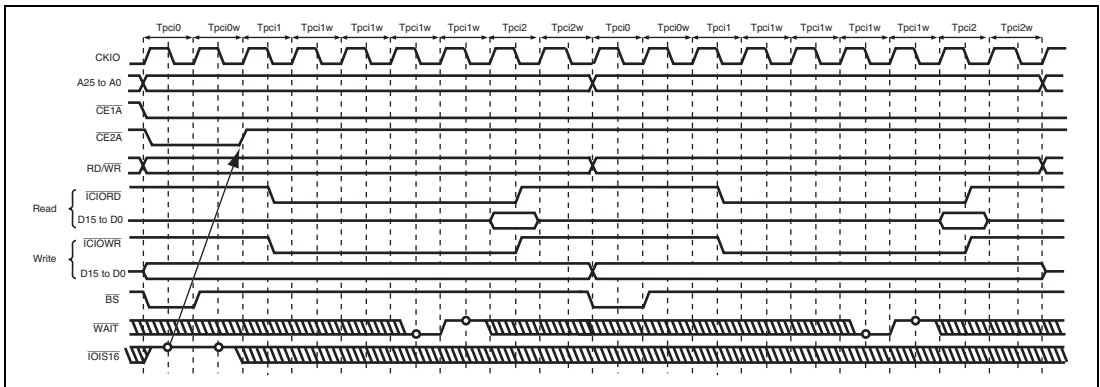 Tpci0 Tpci0w Tpci1 Tpci1w Tpci1w Tpci1w Tpci1w Tpci2 Tpci2w Tpci0 Tpci0w Tpci1 Tpci1w Tpci1w Tpci1w Tpci1w Tpci2 Tpci2w
CKIO
A25 to A0
CE1A
CE2A
RD/WR
ICIORD
Read
D15 to D0
ICIOWR
Write
D15 to D0
BS
WAIT
IOIS16